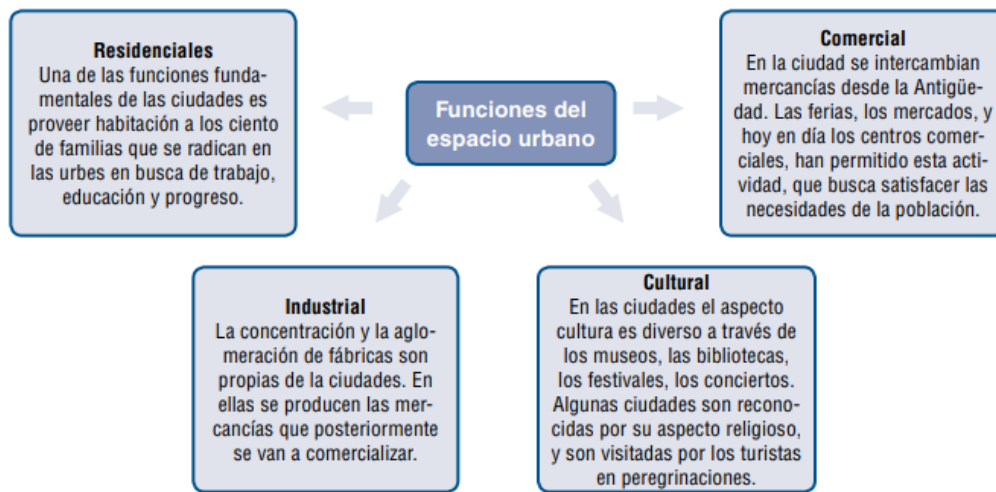 Funciones del
espacio urbano
Residenciales
Una de las funciones funda-
mentales de las ciudades es
proveer habitación a los ciento
de familias que se radican en
las urbes en busca de trabajo,
educación y progreso.
Comercial
En la ciudad se intercambian
mercancías desde la Antigüe-
dad. Las ferias, los mercados, y
hoy en día los centros comer-
ciales, han permitido esta acti-
vidad, que busca satisfacer las
necesidades de la población.
Industrial
La concentración y la aglo-
meración de fábricas son
propias de la ciudades. En
ellas se producen las mer-
cancías que posteriormente
se van a comercializar.
Cultural
En las ciudades el aspecto
cultura es diverso a través de
los museos, las bibliotecas,
los festivales, los conciertos.
Algunas ciudades son recono-
cidas por su aspecto religioso,
y son visitadas por los turistas
en peregrinaciones.